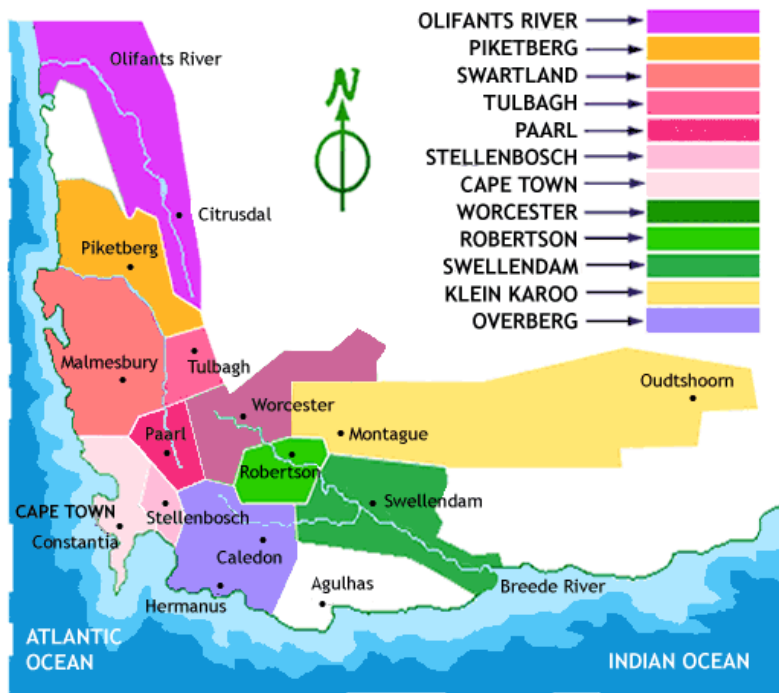 OLIFANTS RIVER
PIKETBERG
SWARTLAND
TULBAGH
PAARL
STELLENBOSCH
CAPE TOWN
WORCESTER
ROBERTSON
SWELLENDAM
KLEIN KAROO
OVERBERG
N
Olifants River
Citrusdal
Piketberg
Malmesbury
Tulbagh
Worcester
Oudtshoorn
Paarl
Montague
Robertson
CAPE TOWN
Constantia
Stellenbosch
Swellendam
Caledon
Hermanus
Agulhas
Breede River
ATLANTIC
OCEAN
INDIAN OCEAN